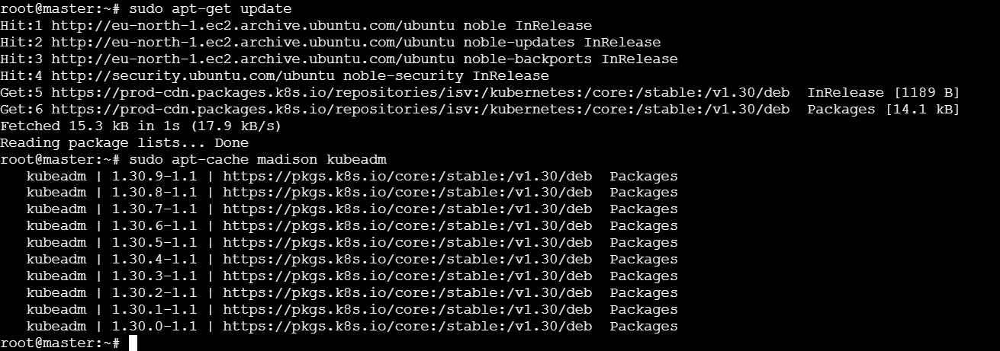 root@master:~# sudo apt-get update
Hit:1 http://eu-north-1.ec2.archive.ubuntu.com/ubuntu noble InRelease
Hit:2 http://eu-north-1.ec2.archive.ubuntu.com/ubuntu noble-updates InRelease
Hit:3 http://eu-north-1.ec2.archive.ubuntu.com/ubuntu noble-backports InRelease
Hit:4 http://security.ubuntu.com/ubuntu noble-security InRelease
Get:5 https://prod-cdn.packages.k8s.io/repositories/isv:/kubernetes:/core:/stable:/v1.30/deb  InRelease [1189 B]
Get:6 https://prod-cdn.packages.k8s.io/repositories/isv:/kubernetes:/core:/stable:/v1.30/deb  Packages [14.1 kB]
Fetched 15.3 kB in 1s (17.9 kB/s)
Reading package lists... Done
root@master:~# sudo apt-cache madison kubeadm
   kubeadm | 1.30.9-1.1 | https://pkgs.k8s.io/core:/stable:/v1.30/deb  Packages
   kubeadm | 1.30.8-1.1 | https://pkgs.k8s.io/core:/stable:/v1.30/deb  Packages
   kubeadm | 1.30.7-1.1 | https://pkgs.k8s.io/core:/stable:/v1.30/deb  Packages
   kubeadm | 1.30.6-1.1 | https://pkgs.k8s.io/core:/stable:/v1.30/deb  Packages
   kubeadm | 1.30.5-1.1 | https://pkgs.k8s.io/core:/stable:/v1.30/deb  Packages
   kubeadm | 1.30.4-1.1 | https://pkgs.k8s.io/core:/stable:/v1.30/deb  Packages
   kubeadm | 1.30.3-1.1 | https://pkgs.k8s.io/core:/stable:/v1.30/deb  Packages
   kubeadm | 1.30.2-1.1 | https://pkgs.k8s.io/core:/stable:/v1.30/deb  Packages
   kubeadm | 1.30.1-1.1 | https://pkgs.k8s.io/core:/stable:/v1.30/deb  Packages
   kubeadm | 1.30.0-1.1 | https://pkgs.k8s.io/core:/stable:/v1.30/deb  Packages
root@master:~#